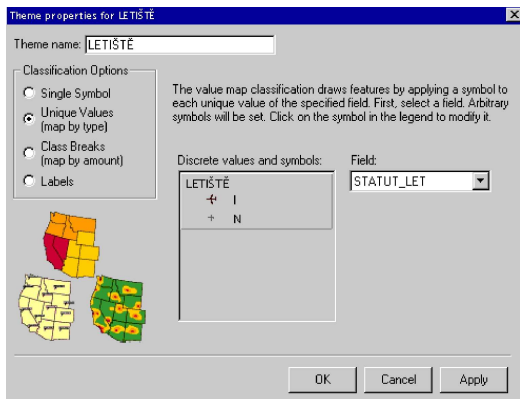 Theme properties for LETIŠTĚ
Theme name: LETIŠTĚ
Classification Options
Single Symbol
Unique Values
(map by type)
Class Breaks
(map by amount)
Labels
The value map classification draws features by applying a symbol to
each unique value of the specified field. First, select a field. Arbitrary
symbols will be set. Click on the symbol in the legend to modify it.
Discrete values and symbols:
LETIŠTĚ
I
N
Field:
STATUT_LET
OK
Cancel
Apply